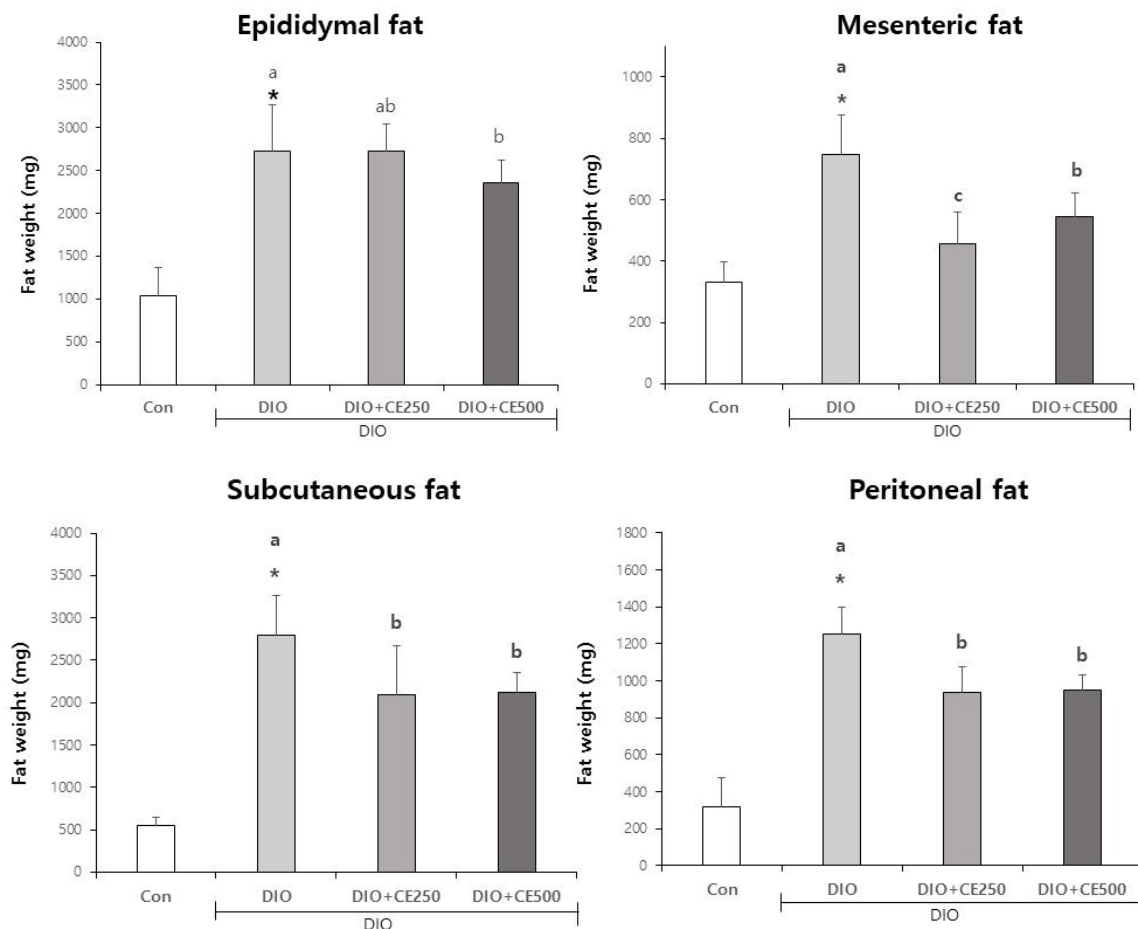 Epididymal fat
Fat weight (mg)
4000
3500
3000
2500
2000
1500
1000
500
0
a
*
ab
b
Con
DIO
DIO+CE250
DIO+CE500
DIO
Mesenteric fat
Fat weight (mg)
1000
800
600
400
200
0
a
*
c
b
Con
DIO
DIO+CE250
DIO+CE500
DIO
Subcutaneous fat
Fat weight (mg)
4000
3500
3000
2500
2000
1500
1000
500
0
a
*
b
b
Con
DIO
DIO+CE250
DIO+CE500
DIO
Peritoneal fat
Fat weight (mg)
1800
1600
1400
1200
1000
800
600
400
200
0
a
*
b
b
Con
DIO
DIO+CE250
DIO+CE500
DIO